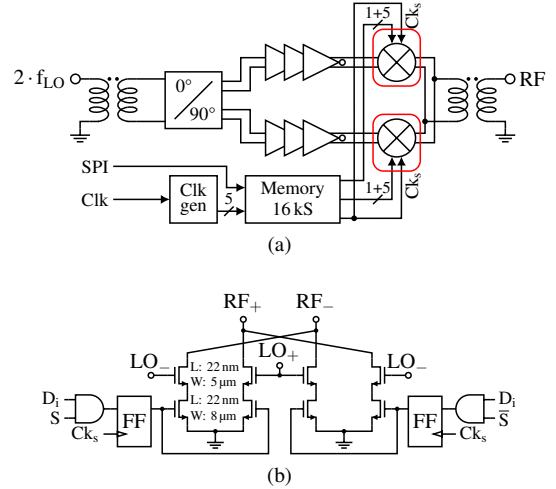 1+5
Ck_s
2 · f_LO
0°
90°
RF
SPI
Clk
Clk
gen
5
Memory
16 kS
1+5
Ck_s
(a)
RF_+
RF_−
LO_−
LO_+
LO_−
L: 22 nm
W: 5 µm
L: 22 nm
W: 8 µm
D_i
S
FF
Ck_s
FF
D_i
S̅
Ck_s
(b)